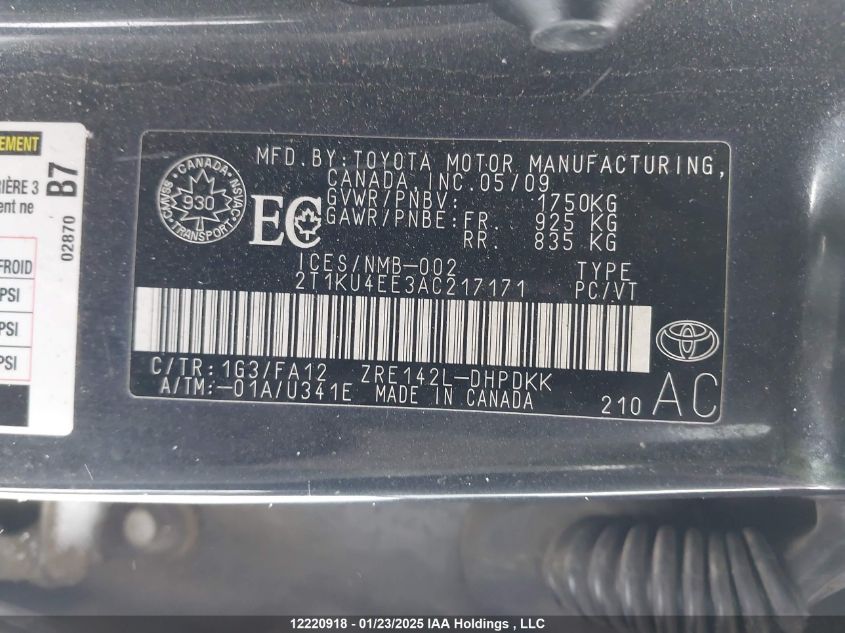 EMENT
RIÈRE 3
ent ne
B7
02870
FROID
PSI
PSI
PSI
CANADA
CMVSS
930
NSVAC
TRANSPORT
EC
MFD.BY:TOYOTA MOTOR MANUFACTURING,
CANADA,INC.05/09
GVWR/PNBV: 1750KG
GAWR/PNBE:FR. 925 KG
RR. 835 KG
ICES/NMB-002 TYPE
2T1KU4EE3AC217171 PC/VT
C/TR:1G3/FA12 ZRE142L-DHPDKK
A/TM:-01A/U341E MADE IN CANADA
210 AC
12220918 - 01/23/2025 IAA Holdings , LLC